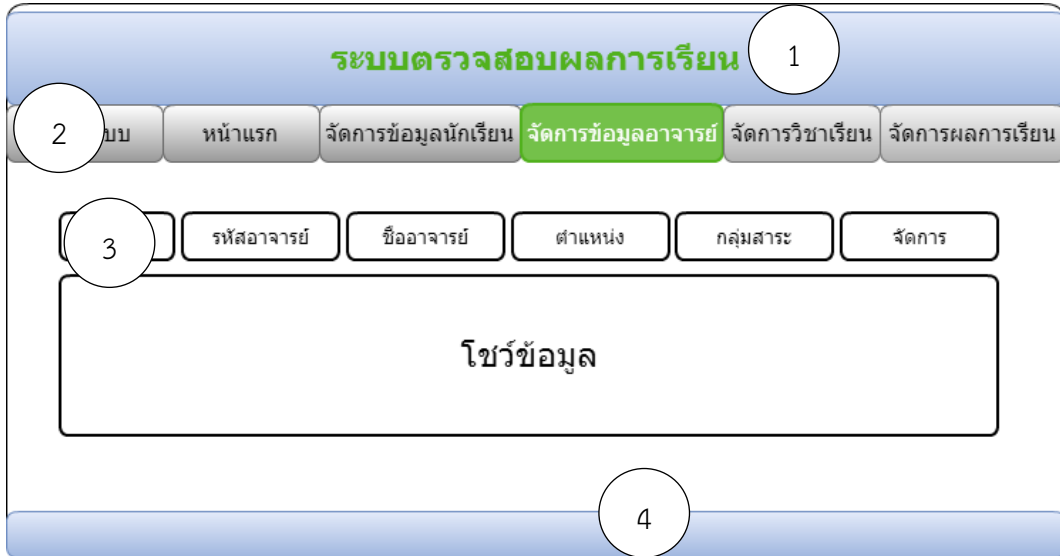 ระบบตรวจสอบผลการเรียน 1
2 หน้าแรก จัดการข้อมูลนักเรียน จัดการข้อมูลอาจารย์ จัดการวิชาเรียน จัดการผลการเรียน
3 รหัสอาจารย์ ชื่ออาจารย์ ตำแหน่ง กลุ่มสาระ จัดการ
โชว์ข้อมูล
4